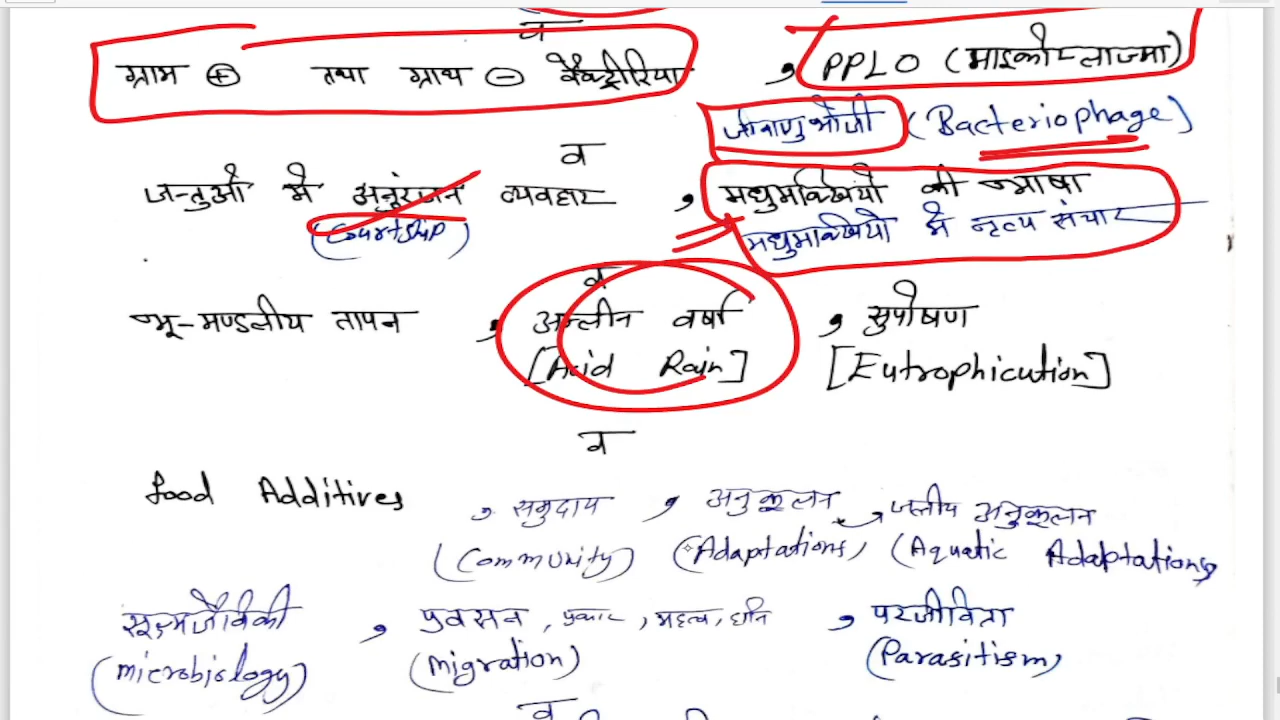 व
ग्राम ⊕ तथा ग्राम ⊖ बैक्टीरिया , PPLO (माइकोप्लाज्मा)
जीवाणुभोजी (Bacteriophage)
व
जन्तुओं में अनुरंजन व्यवहार , मधुमक्खियों की भाषा
(Courtship) मधुमक्खियों में नृत्य संचार
व
भू-मण्डलीय तापन , अम्लीय वर्षा , सुपोषण
[Acid Rain] [Eutrophicution]
व
food Additives , समुदाय , अनुकूलन , जलीय अनुकूलन
(Community) (Adaptations) (Aquatic Adaptations)
सूक्ष्मजैविकी , प्रवसन , प्रकार , महत्व , हानि , परजीविता
(microbiology) (Migration) (Parasitism)
व